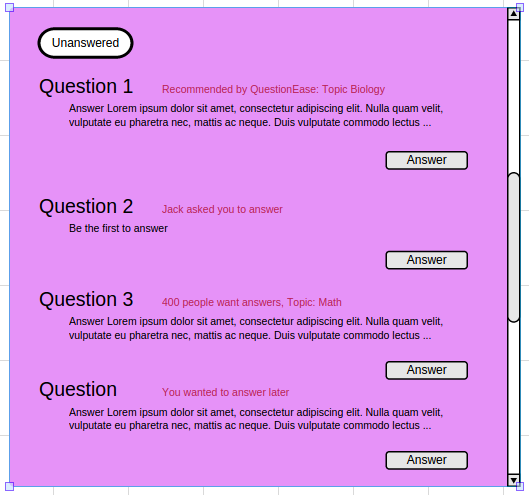 Unanswered
Question 1
Recommended by QuestionEase: Topic Biology
Answer Lorem ipsum dolor sit amet, consectetur adipiscing elit. Nulla quam velit,
vulputate eu pharetra nec, mattis ac neque. Duis vulputate commodo lectus ...
Answer
Question 2
Jack asked you to answer
Be the first to answer
Answer
Question 3
400 people want answers, Topic: Math
Answer Lorem ipsum dolor sit amet, consectetur adipiscing elit. Nulla quam velit,
vulputate eu pharetra nec, mattis ac neque. Duis vulputate commodo lectus ...
Answer
Question
You wanted to answer later
Answer Lorem ipsum dolor sit amet, consectetur adipiscing elit. Nulla quam velit,
vulputate eu pharetra nec, mattis ac neque. Duis vulputate commodo lectus ...
Answer